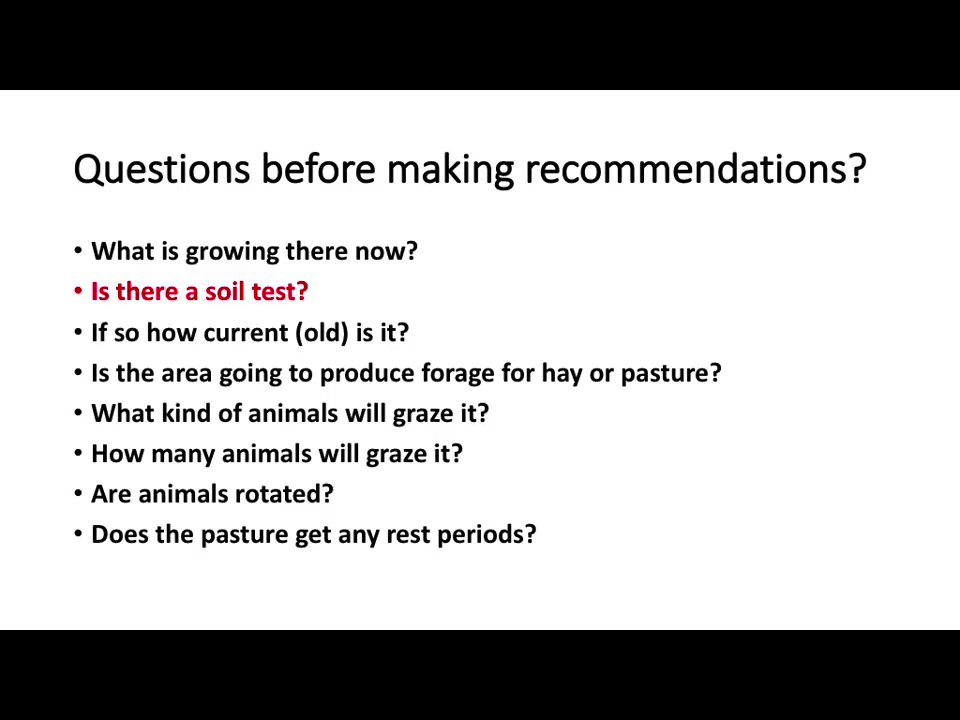 Questions before making recommendations?
• What is growing there now?
• Is there a soil test?
• If so how current (old) is it?
• Is the area going to produce forage for hay or pasture?
• What kind of animals will graze it?
• How many animals will graze it?
• Are animals rotated?
• Does the pasture get any rest periods?